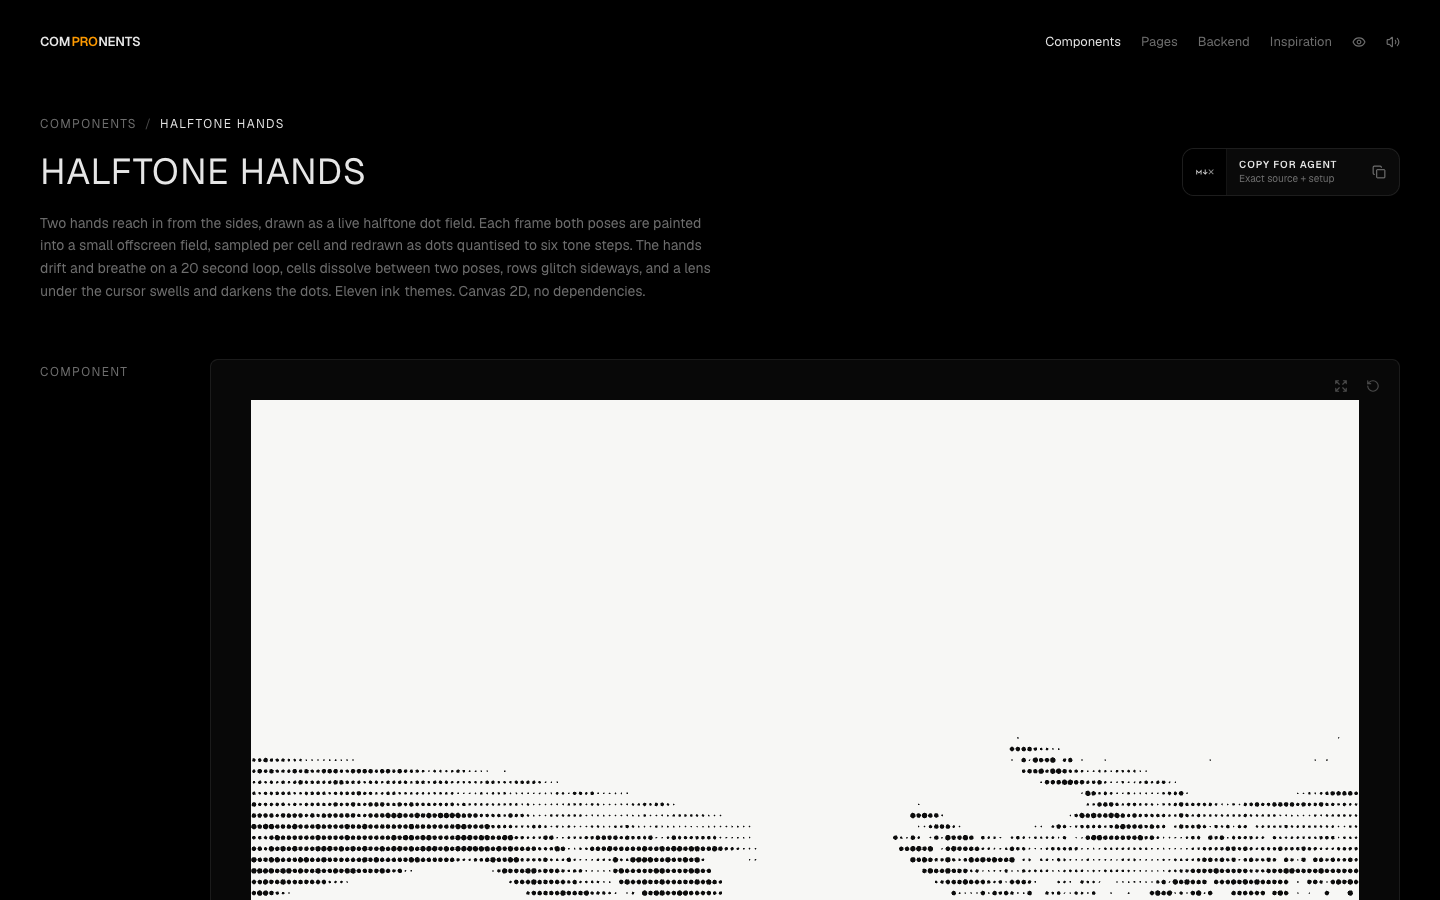 COMPRONENTS
Components Pages Backend Inspiration
COMPONENTS / HALFTONE HANDS
HALFTONE HANDS
COPY FOR AGENT
Exact source + setup
Two hands reach in from the sides, drawn as a live halftone dot field. Each frame both poses are painted
into a small offscreen field, sampled per cell and redrawn as dots quantised to six tone steps. The hands
drift and breathe on a 20 second loop, cells dissolve between two poses, rows glitch sideways, and a lens
under the cursor swells and darkens the dots. Eleven ink themes. Canvas 2D, no dependencies.
COMPONENT